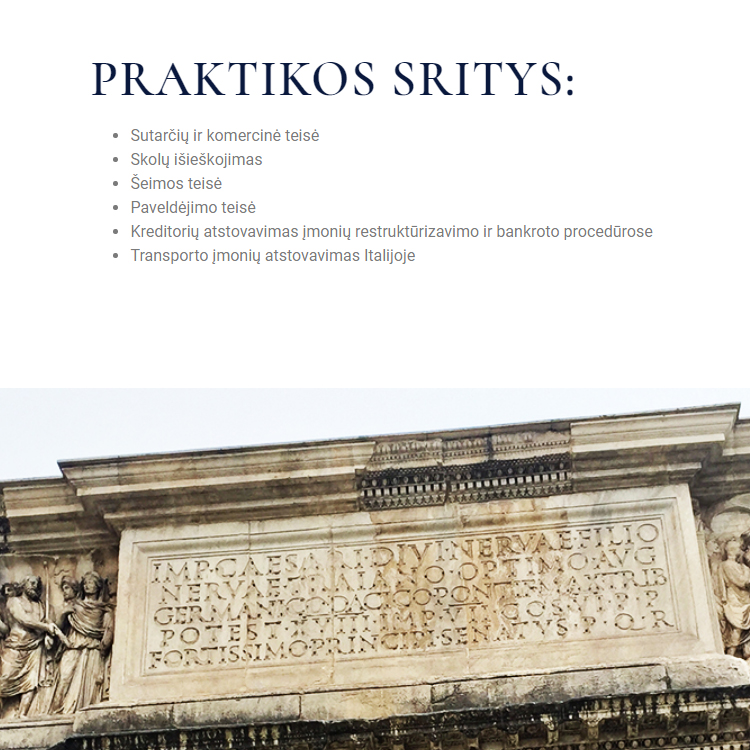 PRAKTIKOS SRITYS:
Sutarčių ir komercinė teisė
Skolų išieškojimas
Šeimos teisė
Paveldėjimo teisė
Kreditorių atstovavimas įmonių restruktūrizavimo ir bankroto procedūrose
Transporto įmonių atstovavimas Italijoje
IMP·CAESARI·DIVI·NERVAE·FILIO
NERVAE·TRAIANO·OPTIMO·AVG
GERMANICO·DACICO·PONT·MAX·TRIB
POTEST· IMP·VII· COS·VI·P·P
FORTISSIMO·PRINCIPI·SENATVS·P·Q·R